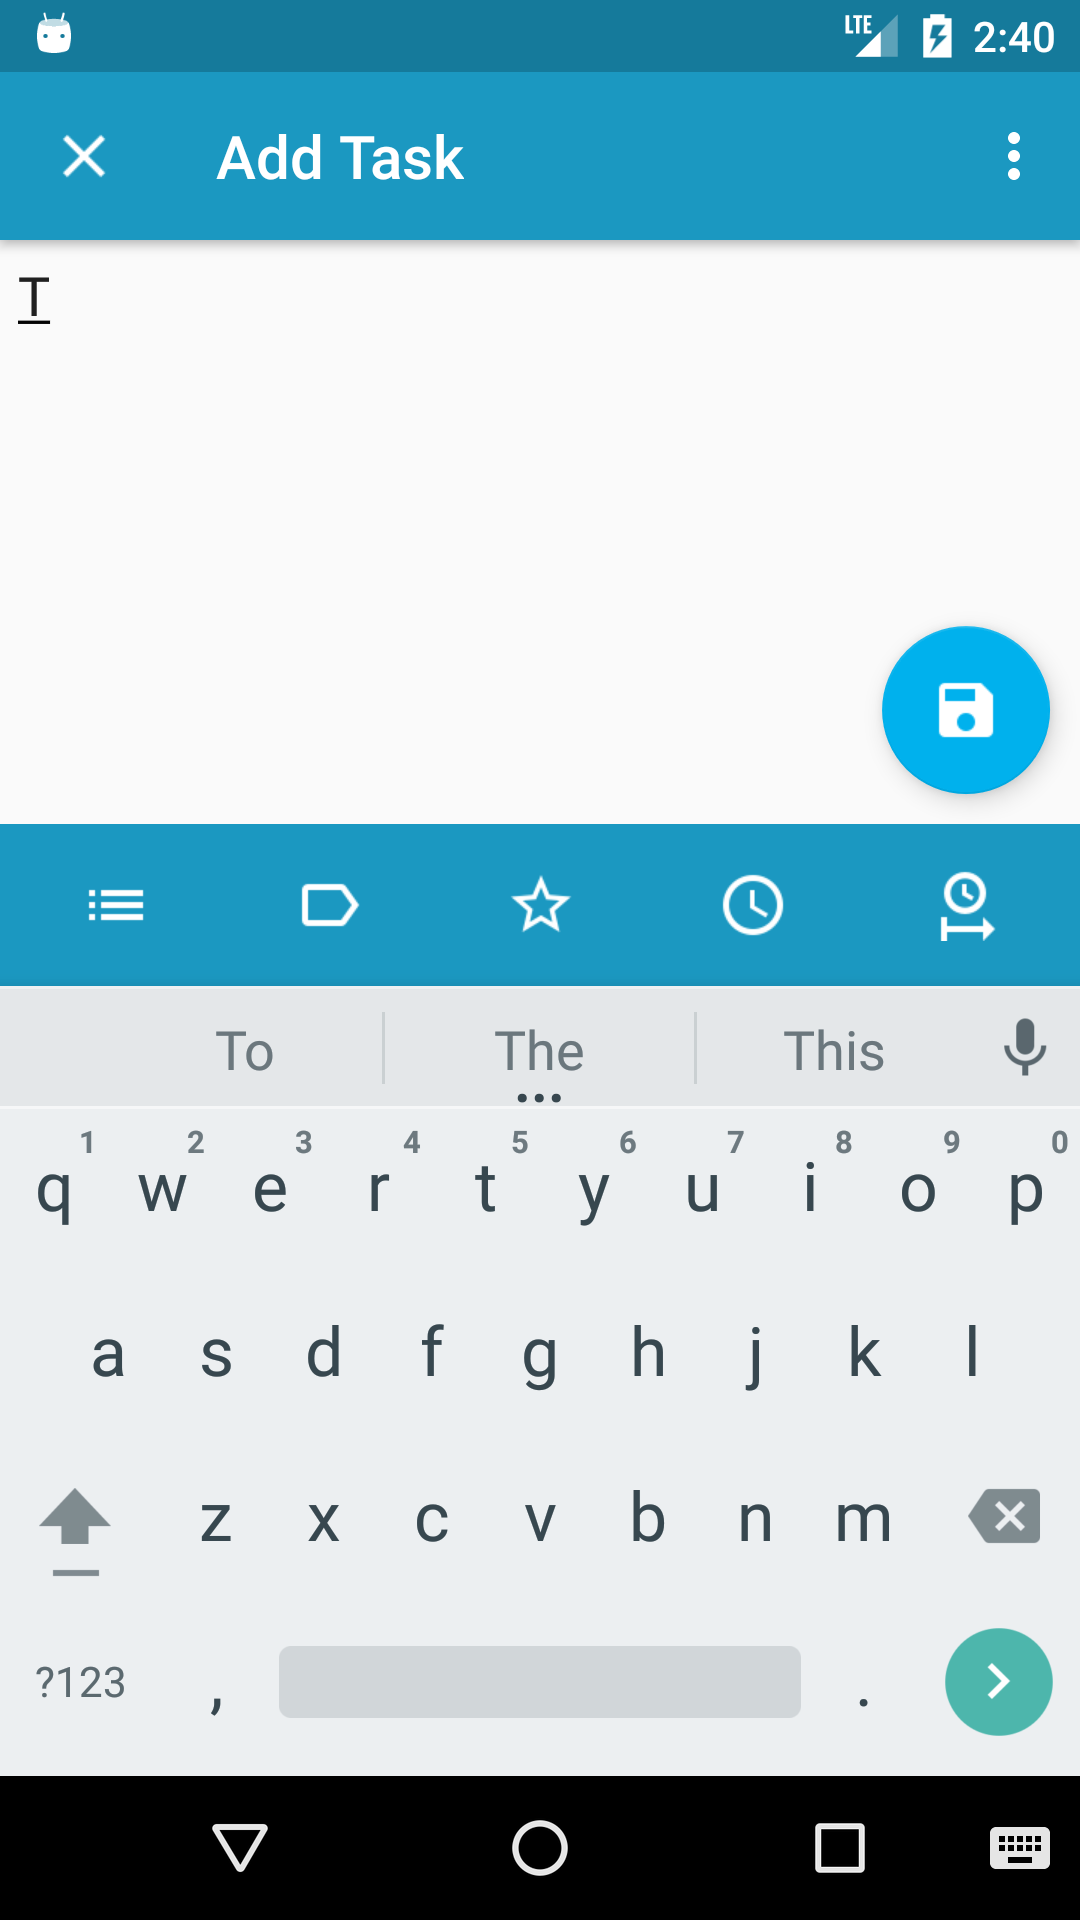 LTE 2:40
Add Task
T
To The This
1 2 3 4 5 6 7 8 9 0
q w e r t y u i o p
a s d f g h j k l
z x c v b n m
?123 , .